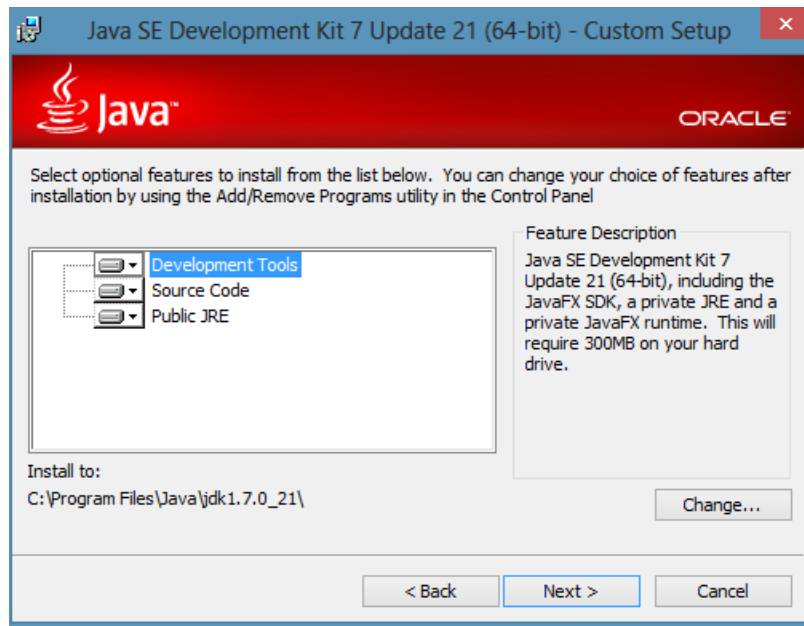 Java SE Development Kit 7 Update 21 (64-bit) - Custom Setup
Java™
ORACLE®
Select optional features to install from the list below. You can change your choice of features after
installation by using the Add/Remove Programs utility in the Control Panel
Development Tools
Source Code
Public JRE
Feature Description
Java SE Development Kit 7
Update 21 (64-bit), including the
JavaFX SDK, a private JRE and a
private JavaFX runtime. This will
require 300MB on your hard
drive.
Install to:
C:\Program Files\Java\jdk1.7.0_21\
Change...
< Back
Next >
Cancel